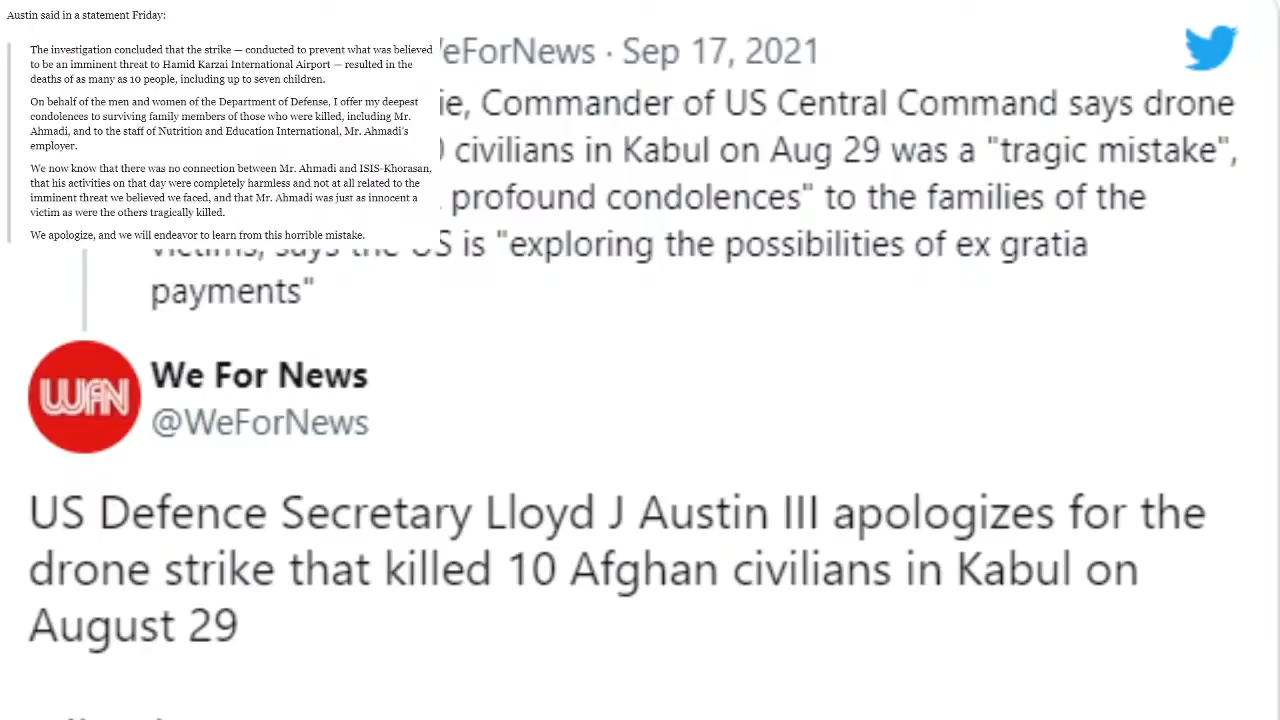 Austin said in a statement Friday:
The investigation concluded that the strike — conducted to prevent what was believed
to be an imminent threat to Hamid Karzai International Airport — resulted in the
deaths of as many as 10 people, including up to seven children.
On behalf of the men and women of the Department of Defense, I offer my deepest
condolences to surviving family members of those who were killed, including Mr.
Ahmadi, and to the staff of Nutrition and Education International, Mr. Ahmadi's
employer.
We now know that there was no connection between Mr. Ahmadi and ISIS-Khorasan,
that his activities on that day were completely harmless and not at all related to the
imminent threat we believed we faced, and that Mr. Ahmadi was just as innocent a
victim as were the others tragically killed.
We apologize, and we will endeavor to learn from this horrible mistake.
eForNews · Sep 17, 2021
ie, Commander of US Central Command says drone
civilians in Kabul on Aug 29 was a "tragic mistake",
profound condolences" to the families of the
victims, says the US is "exploring the possibilities of ex gratia
payments"
WFN
We For News
@WeForNews
US Defence Secretary Lloyd J Austin III apologizes for the
drone strike that killed 10 Afghan civilians in Kabul on
August 29